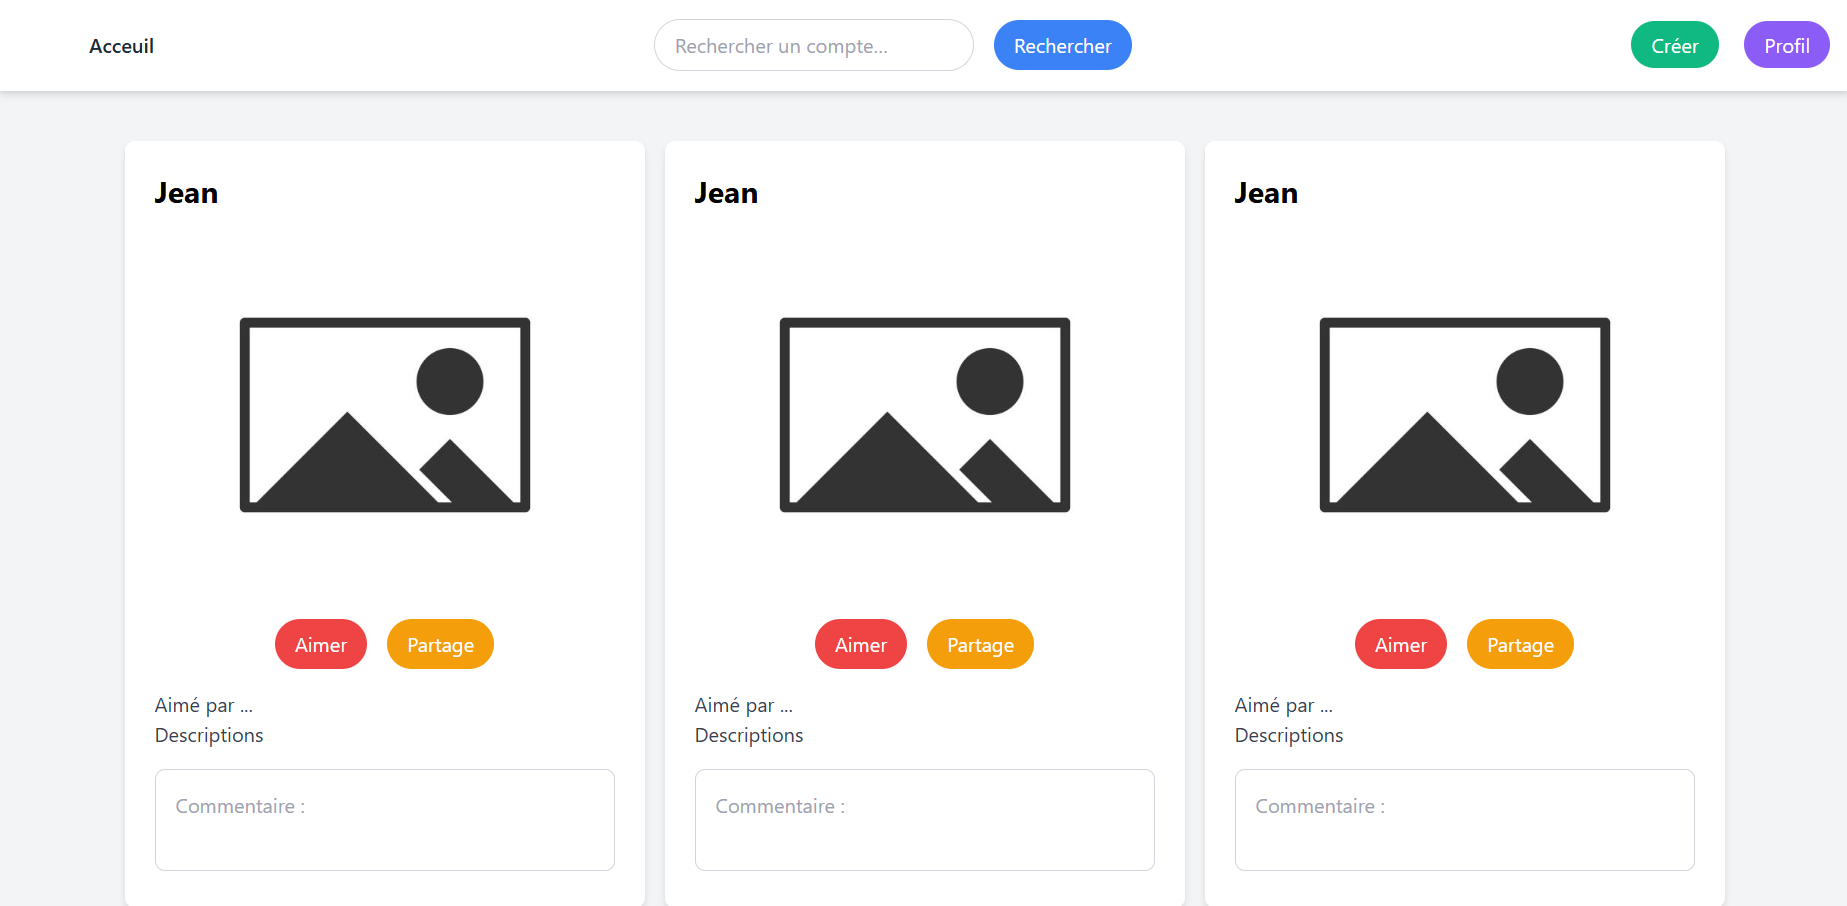 Acceuil
Rechercher un compte...
Rechercher
Créer
Profil
Jean
Aimer
Partage
Aimé par ...
Descriptions
Commentaire :
Jean
Aimer
Partage
Aimé par ...
Descriptions
Commentaire :
Jean
Aimer
Partage
Aimé par ...
Descriptions
Commentaire :